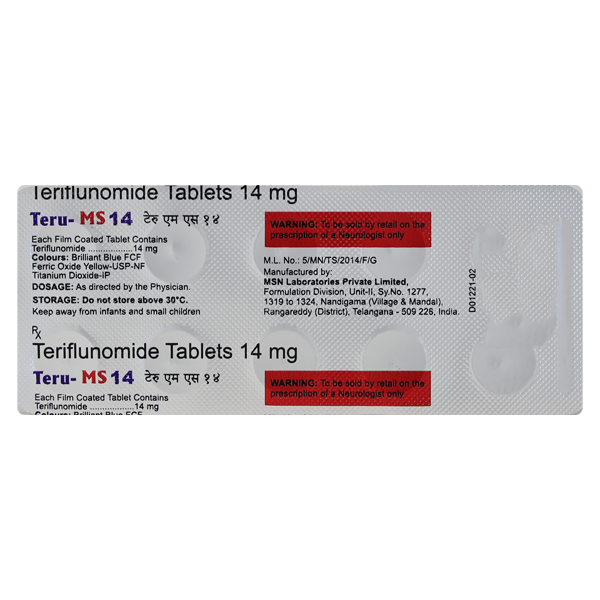 Teriflunomide Tablets 14 mg
Teru- MS 14 टेरु एम एस १४
Each Film Coated Tablet Contains
Teriflunomide ..................14 mg
Colours: Brilliant Blue FCF
Ferric Oxide Yellow-USP-NF
Titanium Dioxide-IP
DOSAGE: As directed by the Physician.
STORAGE: Do not store above 30°C.
Keep away from infants and small children
WARNING: To be sold by retail on the
prescription of a Neurologist only
M.L. No.: 5/MN/TS/2014/F/G
Manufactured by:
MSN Laboratories Private Limited,
Formulation Division, Unit-II, Sy.No. 1277,
1319 to 1324, Nandigama (Village & Mandal),
Rangareddy (District), Telangana - 509 228, India.
D01221-02
Rx
Teriflunomide Tablets 14 mg
Teru- MS 14 टेरु एम एस १४
Each Film Coated Tablet Contains
Teriflunomide ..................14 mg
Colours: Brilliant Blue FCF
WARNING: To be sold by retail on the
prescription of a Neurologist only